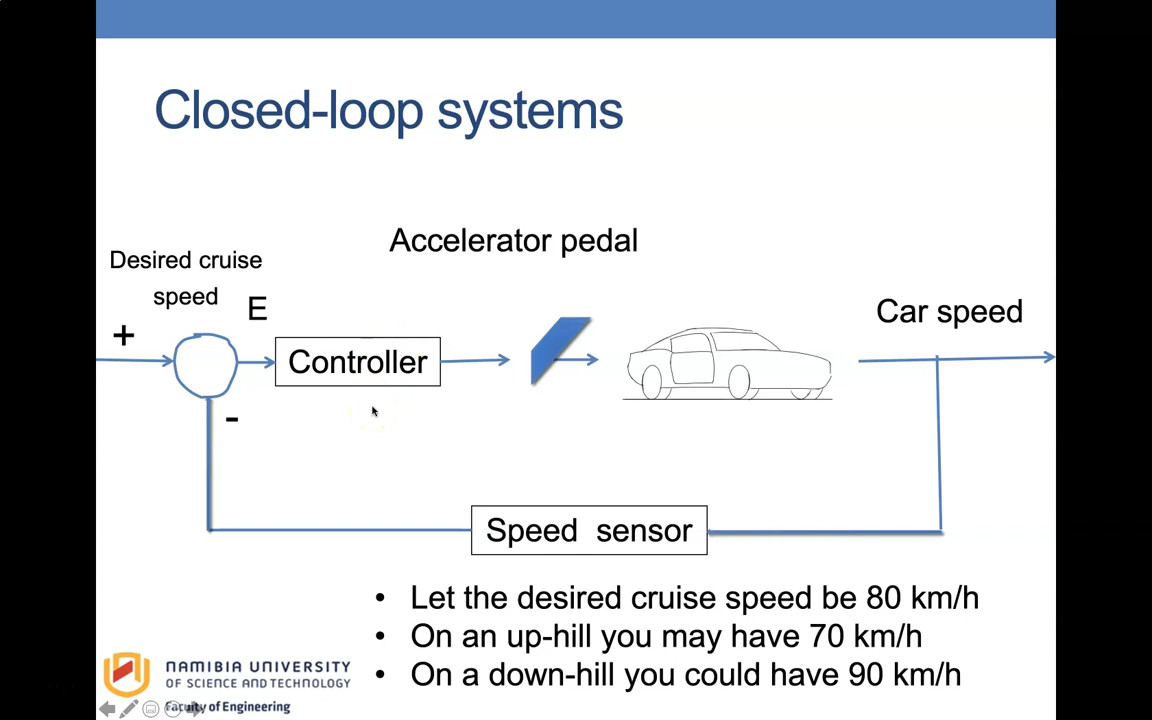 Closed-loop systems
Accelerator pedal
Desired cruise
speed
E
Car speed
+
Controller
-
Speed sensor
• Let the desired cruise speed be 80 km/h
• On an up-hill you may have 70 km/h
• On a down-hill you could have 90 km/h
NAMIBIA UNIVERSITY
OF SCIENCE AND TECHNOLOGY
Faculty of Engineering